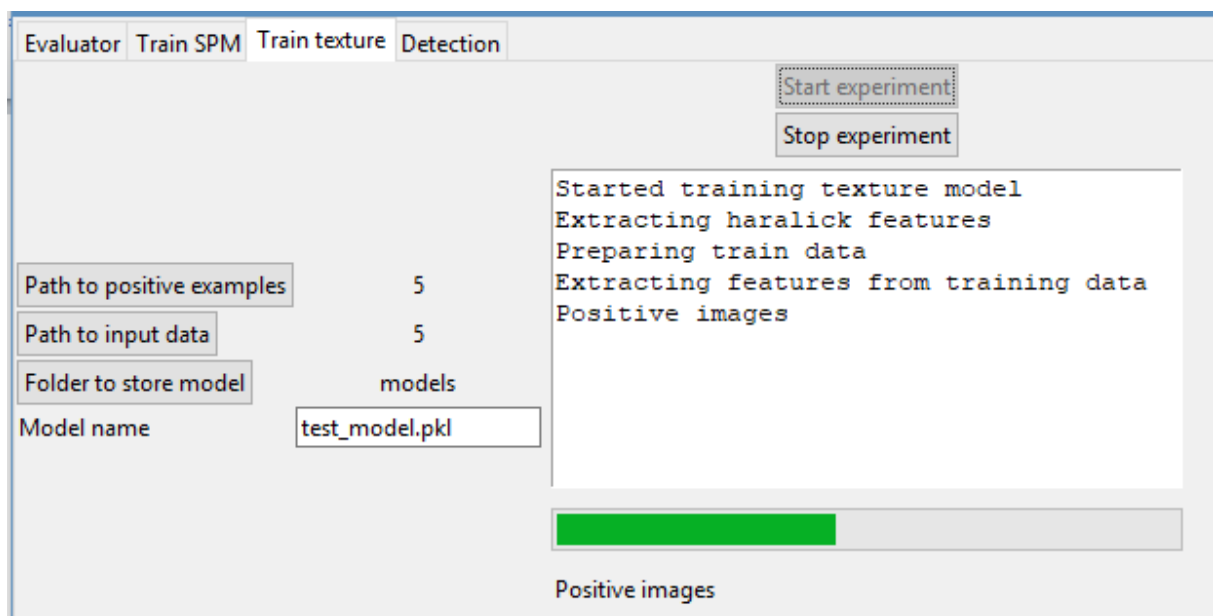 Evaluator Train SPM Train texture Detection
Start experiment
Stop experiment
Started training texture model
Extracting haralick features
Preparing train data
Extracting features from training data
Positive images
Path to positive examples 5
Path to input data 5
Folder to store model models
Model name test_model.pkl
Positive images